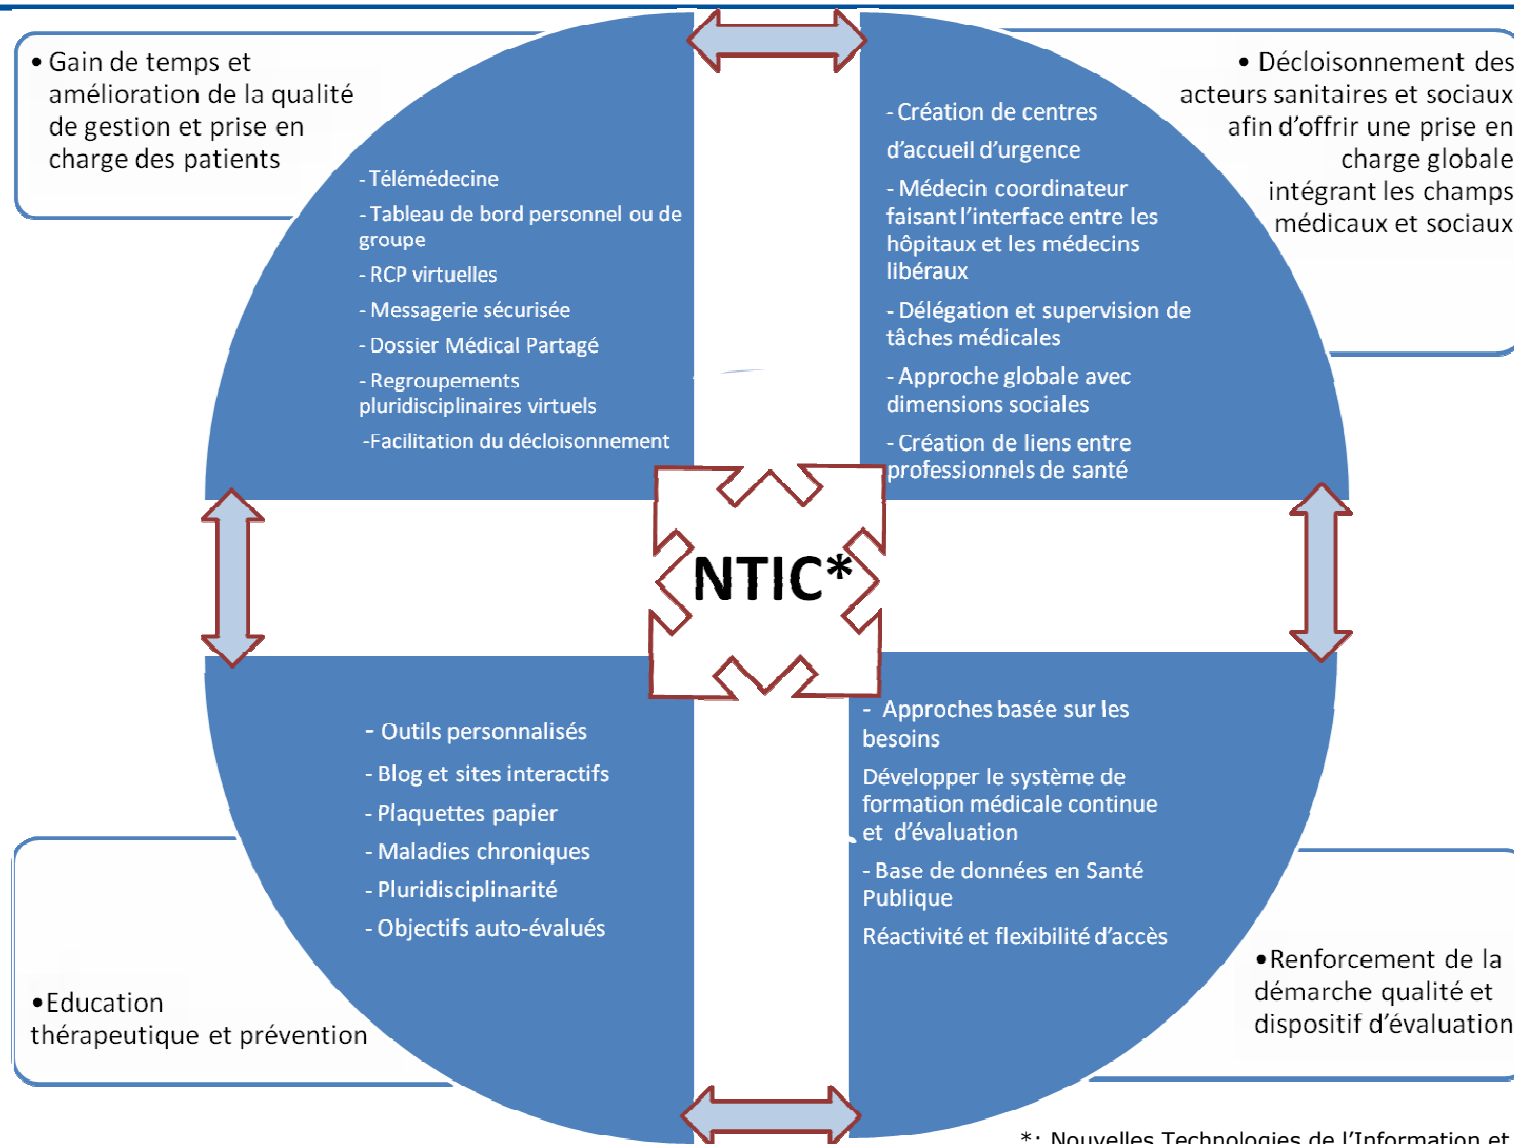 • Gain de temps et
amélioration de la qualité
de gestion et prise en
charge des patients
- Télémédecine
- Tableau de bord personnel ou de
groupe
- RCP virtuelles
- Messagerie sécurisée
- Dossier Médical Partagé
- Regroupements
pluridisciplinaires virtuels
-Facilitation du décloisonnement
- Création de centres
d'accueil d'urgence
- Médecin coordinateur
faisant l'interface entre les
hôpitaux et les médecins
libéraux
- Délégation et supervision de
tâches médicales
- Approche globale avec
dimensions sociales
- Création de liens entre
professionnels de santé
• Décloisonnement des
acteurs sanitaires et sociaux
afin d'offrir une prise en
charge globale
intégrant les champs
médicaux et sociaux
NTIC*
- Outils personnalisés
- Blog et sites interactifs
- Plaquettes papier
- Maladies chroniques
- Pluridisciplinarité
- Objectifs auto-évalués
•Education
thérapeutique et prévention
- Approches basée sur les
besoins
Développer le système de
formation médicale continue
et d'évaluation
- Base de données en Santé
Publique
Réactivité et flexibilité d'accès
•Renforcement de la
démarche qualité et
dispositif d'évaluation
*: Nouvelles Technologies de l'Information et